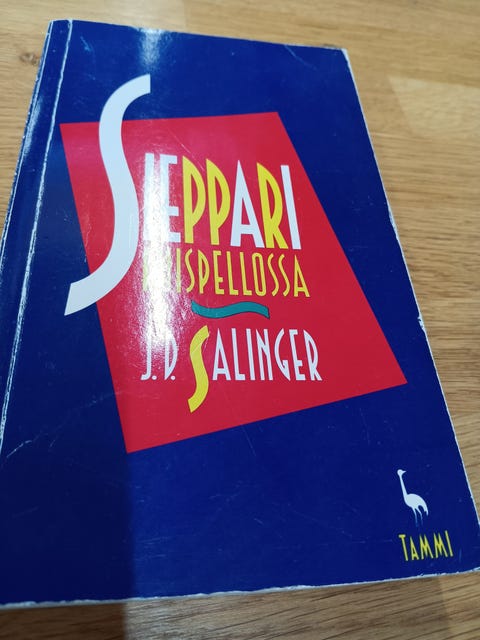 SIEPPARI
RUISPELLOSSA
J.D. SALINGER
TAMMI